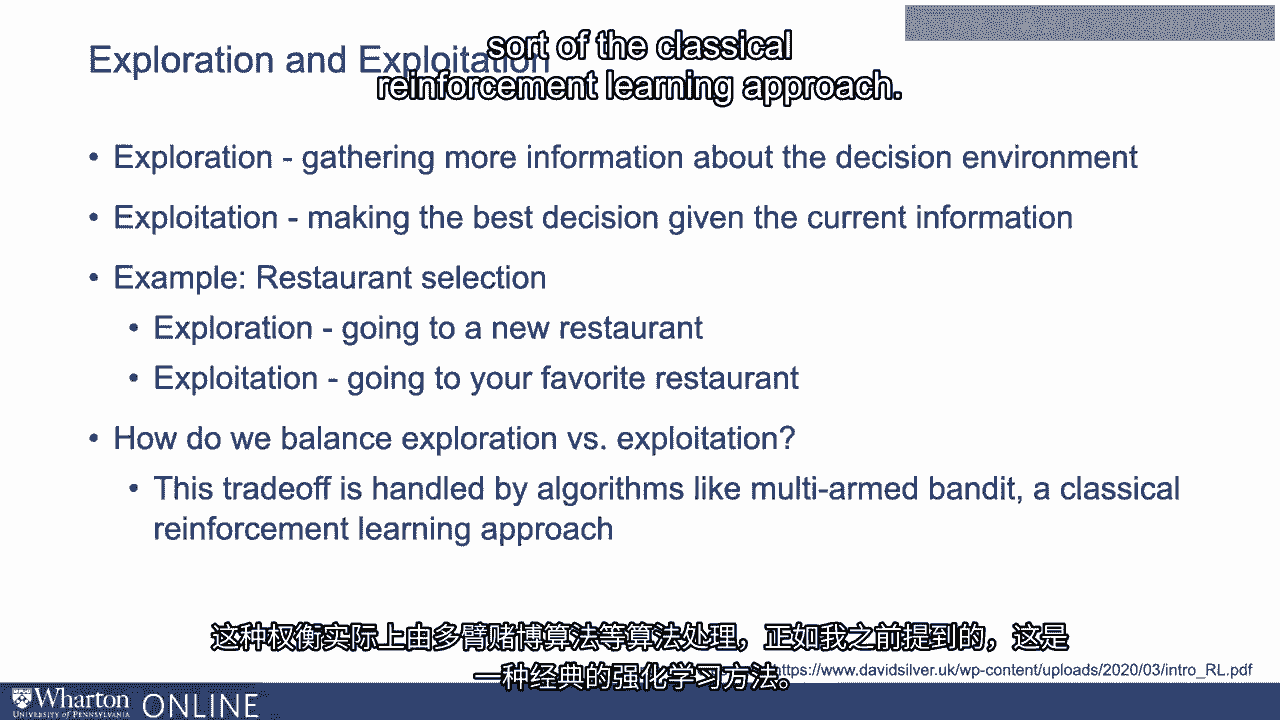 Exploration and Exploitation
sort of the classical
reinforcement learning approach.
• Exploration - gathering more information about the decision environment
• Exploitation - making the best decision given the current information
• Example: Restaurant selection
• Exploration - going to a new restaurant
• Exploitation - going to your favorite restaurant
• How do we balance exploration vs. exploitation?
• This tradeoff is handled by algorithms like multi-armed bandit, a classical
reinforcement learning approach
这种权衡实际上由多臂赌博算法等算法处理，正如我之前提到的，这是
一种经典的强化学习方法。
https://www.davidsilver.uk/wp-content/uploads/2020/03/intro_RL.pdf
Wharton ONLINE
UNIVERSITY of PENNSYLVANIA